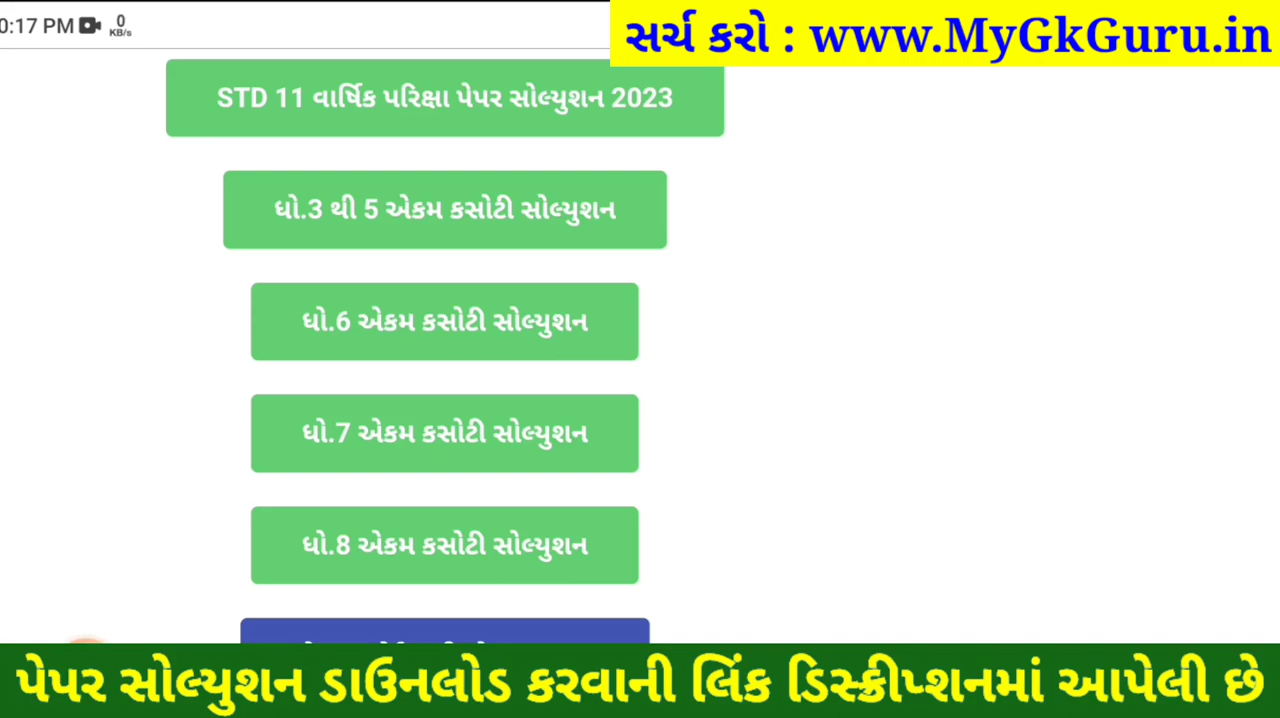 0:17 PM 0 KB/s
સર્ચ કરો : www.MyGkGuru.in
STD 11 વાર્ષિક પરિક્ષા પેપર સોલ્યુશન 2023
ધો.3 થી 5 એકમ કસોટી સોલ્યુશન
ધો.6 એકમ કસોટી સોલ્યુશન
ધો.7 એકમ કસોટી સોલ્યુશન
ધો.8 એકમ કસોટી સોલ્યુશન
પેપર સોલ્યુશન ડાઉનલોડ કરવાની લિંક ડિસ્ક્રીપ્શનમાં આપેલી છે